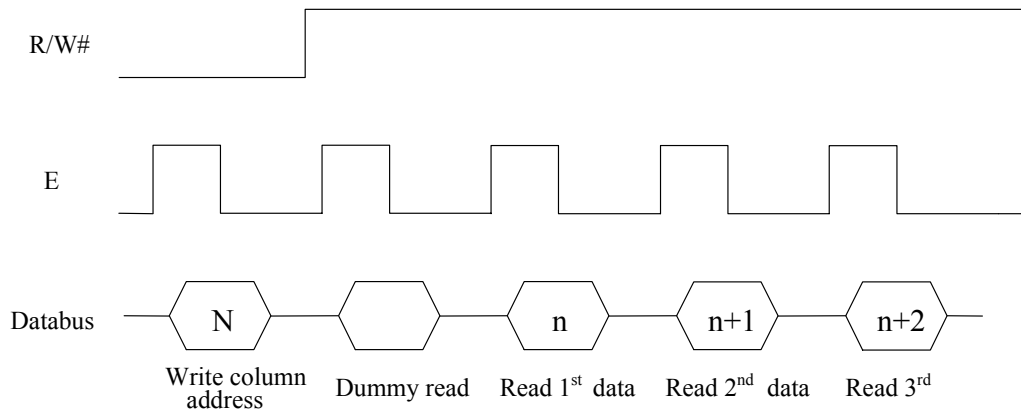 R/W#
E
Databus
N
n
n+1
n+2
Write column
address
Dummy read
Read 1st data
Read 2nd data
Read 3rd